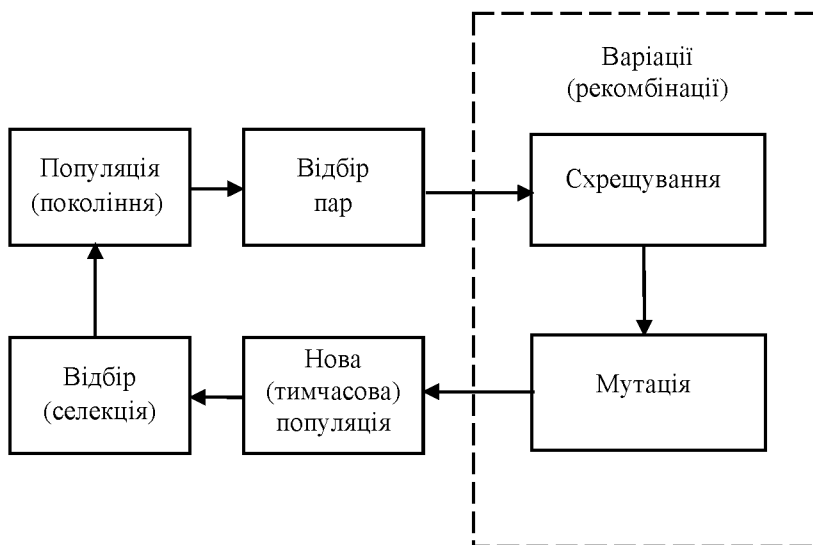 Варіації
(рекомбінації)
Популяція
(покоління)
Відбір
пар
Схрещування
Відбір
(селекція)
Нова
(тимчасова)
популяція
Мутація